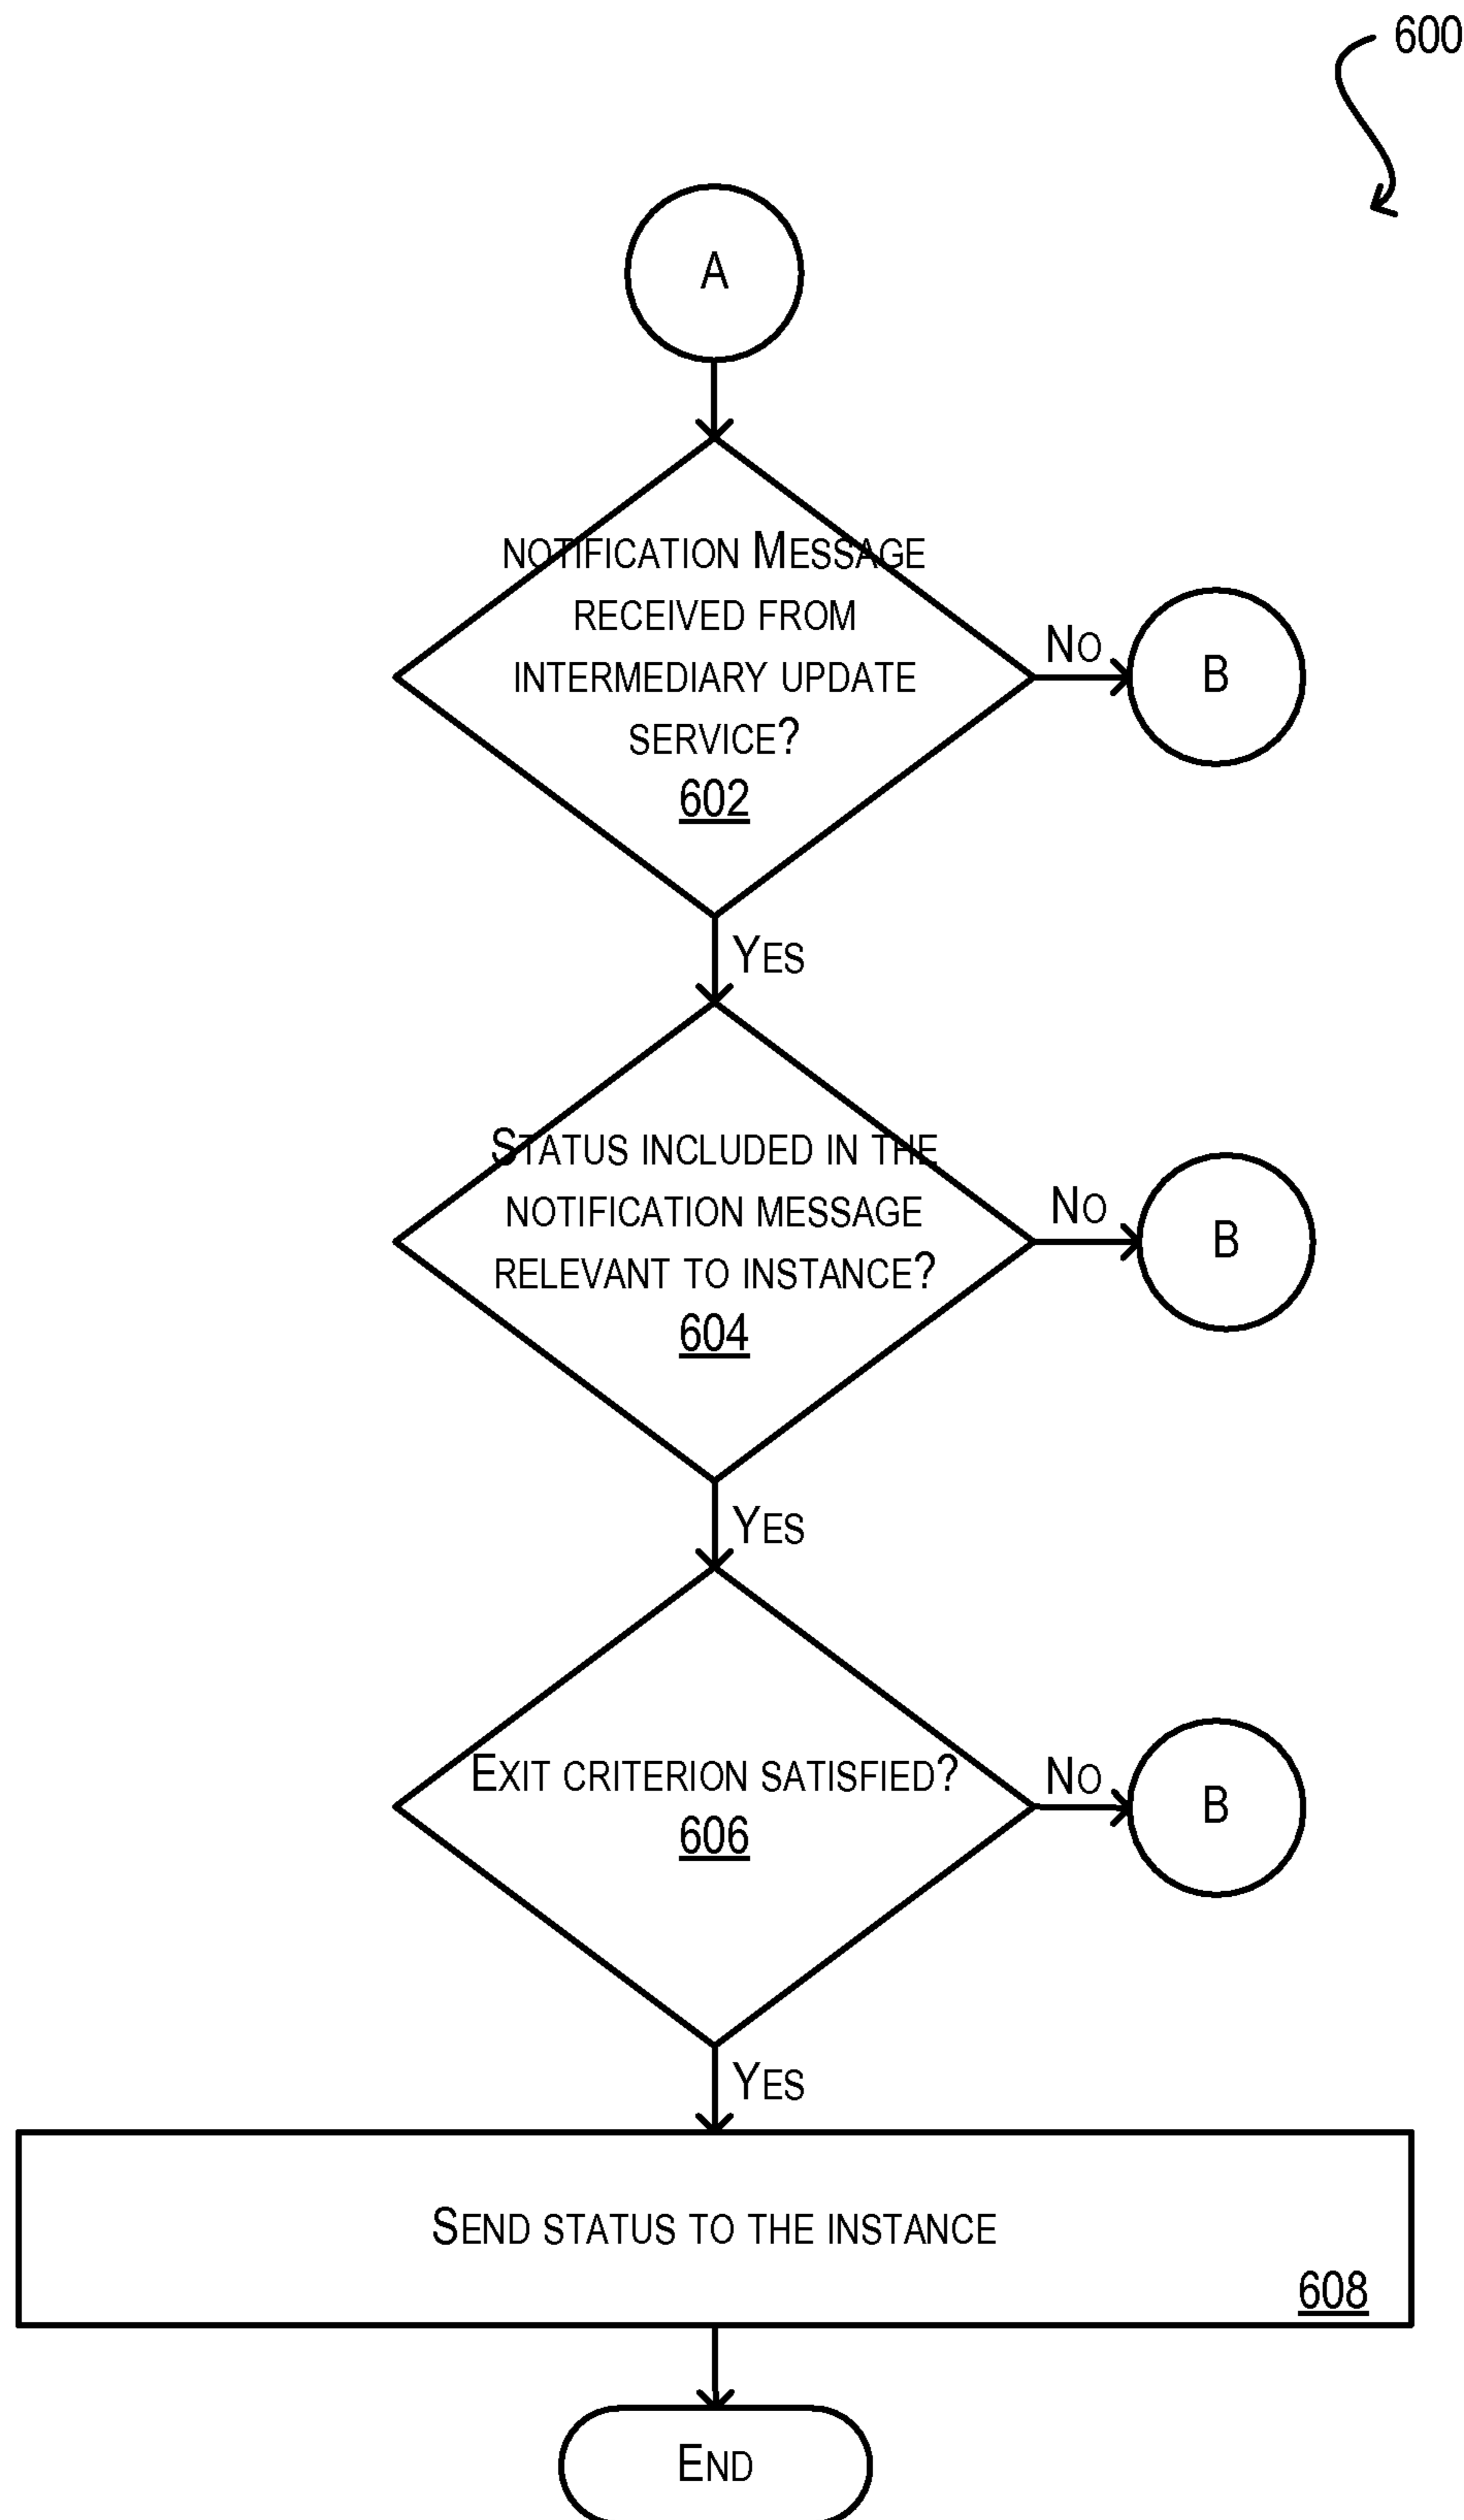 600
A
NOTIFICATION MESSAGE
RECEIVED FROM
INTERMEDIARY UPDATE
SERVICE?
602
NO
B
YES
STATUS INCLUDED IN THE
NOTIFICATION MESSAGE
RELEVANT TO INSTANCE?
604
NO
B
YES
EXIT CRITERION SATISFIED?
606
NO
B
YES
SEND STATUS TO THE INSTANCE
608
END